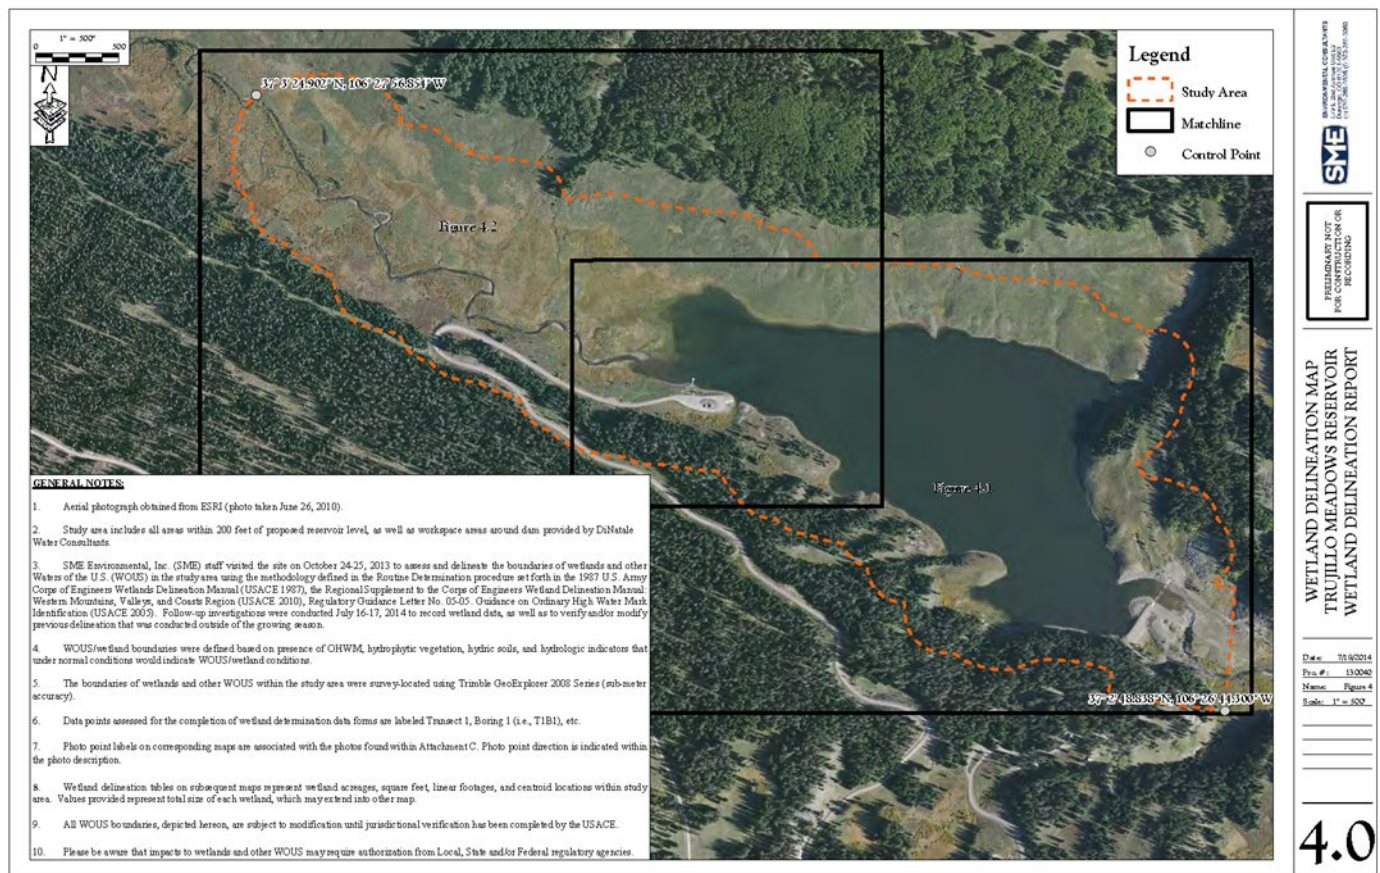 1" = 500'
0 500
N
37° 3' 24.902" N, 106° 27' 56.854" W
Legend
Study Area
Matchline
Control Point
Figure 4.2
Figure 4.1
37° 2' 48.838" N, 106° 26' 44.300" W
GENERAL NOTES:
1. Aerial photograph obtained from ESRI (photo taken June 26, 2010).
2. Study area includes all areas within 200 feet of proposed reservoir level, as well as workspace areas around dam provided by DiNatale
Water Consultants.
3. SME Environmental, Inc. (SME) staff visited the site on October 24-25, 2013 to assess and delineate the boundaries of wetlands and other
Waters of the U.S. (WOUS) in the study area using the methodology defined in the Routine Determination procedure set forth in the 1987 U.S. Army
Corps of Engineers Wetlands Delineation Manual (USACE 1987), the Regional Supplement to the Corps of Engineers Wetland Delineation Manual:
Western Mountains, Valleys, and Coasts Region (USACE 2010), Regulatory Guidance Letter No. 05-05. Guidance on Ordinary High Water Mark
Identification (USACE 2005). Follow-up investigations were conducted July 16-17, 2014 to record wetland data, as well as to verify and/or modify
previous delineation that was conducted outside of the growing season.
4. WOUS/wetland boundaries were defined based on presence of OHWM, hydrophytic vegetation, hydric soils, and hydrologic indicators that
under normal conditions would indicate WOUS/wetland conditions.
5. The boundaries of wetlands and other WOUS within the study area were survey-located using Trimble GeoExplorer 2008 Series (sub-meter
accuracy).
6. Data points assessed for the completion of wetland determination data forms are labeled Transect 1, Boring 1 (i.e., T1B1), etc.
7. Photo point labels on corresponding maps are associated with the photos found within Attachment C. Photo point direction is indicated within
the photo description.
8. Wetland delineation tables on subsequent maps represent wetland acreages, square feet, linear footages, and centroid locations within study
area. Values provided represent total size of each wetland, which may extend into other map.
9. All WOUS boundaries, depicted hereon, are subject to modification until jurisdictional verification has been completed by the USACE.
10. Please be aware that impacts to wetlands and other WOUS may require authorization from Local, State and/or Federal regulatory agencies.
SME
ENVIRONMENTAL CONSULTANTS
PRELIMINARY NOT
FOR CONSTRUCTION OR
RECORDING
WETLAND DELINEATION MAP
TRUJILLO MEADOWS RESERVOIR
WETLAND DELINEATION REPORT
Date: 7/18/2014
Pro. #: 130040
Name: Figure 4
Scale: 1" = 500'
4.0